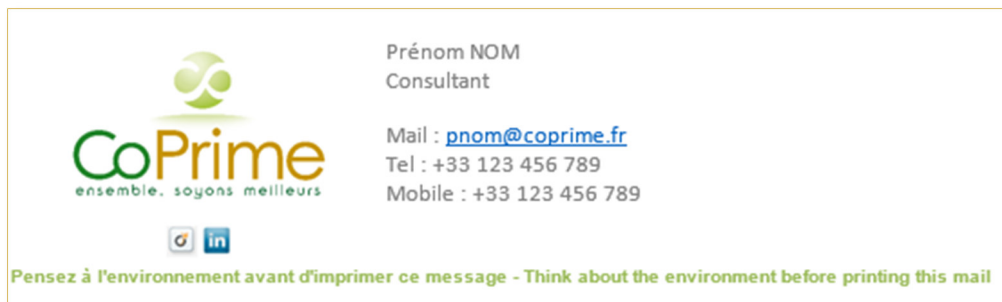 CoPrime
ensemble, soyons meilleurs
in
Prénom NOM
Consultant
Mail : pnom@coprime.fr
Tel : +33 123 456 789
Mobile : +33 123 456 789
Pensez à l'environnement avant d'imprimer ce message - Think about the environment before printing this mail